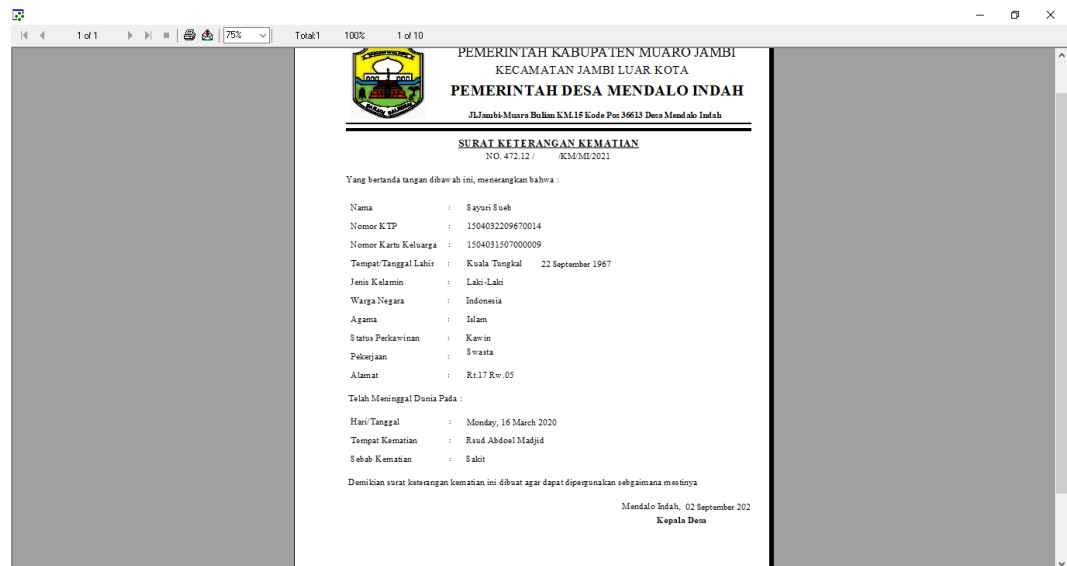 1 of 1 75% Total:1 100% 1 of 10
PEMERINTAH KABUPATEN MUARO JAMBI
KECAMATAN JAMBI LUAR KOTA
PEMERINTAH DESA MENDALO INDAH
Jl.Jambi-Muara Bulian KM.15 Kode Pos 36613 Desa Mendalo Indah
SURAT KETERANGAN KEMATIAN
NO. 472.12 / /KM/MI/2021
Yang bertanda tangan dibawah ini, menerangkan bahwa :
Nama : Sayuri Sueb
Nomor KTP : 1504032209670014
Nomor Kartu Keluarga : 1504031507000009
Tempat/Tanggal Lahir : Kuala Tungkal 22 September 1967
Jenis Kelamin : Laki-Laki
Warga Negara : Indonesia
Agama : Islam
Status Perkawinan : Kawin
Pekerjaan : Swasta
Alamat : Rt.17 Rw.05
Telah Meninggal Dunia Pada :
Hari/Tanggal : Monday, 16 March 2020
Tempat Kematian : Rsud Abdoel Madjid
Sebab Kematian : Sakit
Demikian surat keterangan kematian ini dibuat agar dapat dipergunakan sebgaimana mestinya
Mendalo Indah, 02 September 202
Kepala Desa